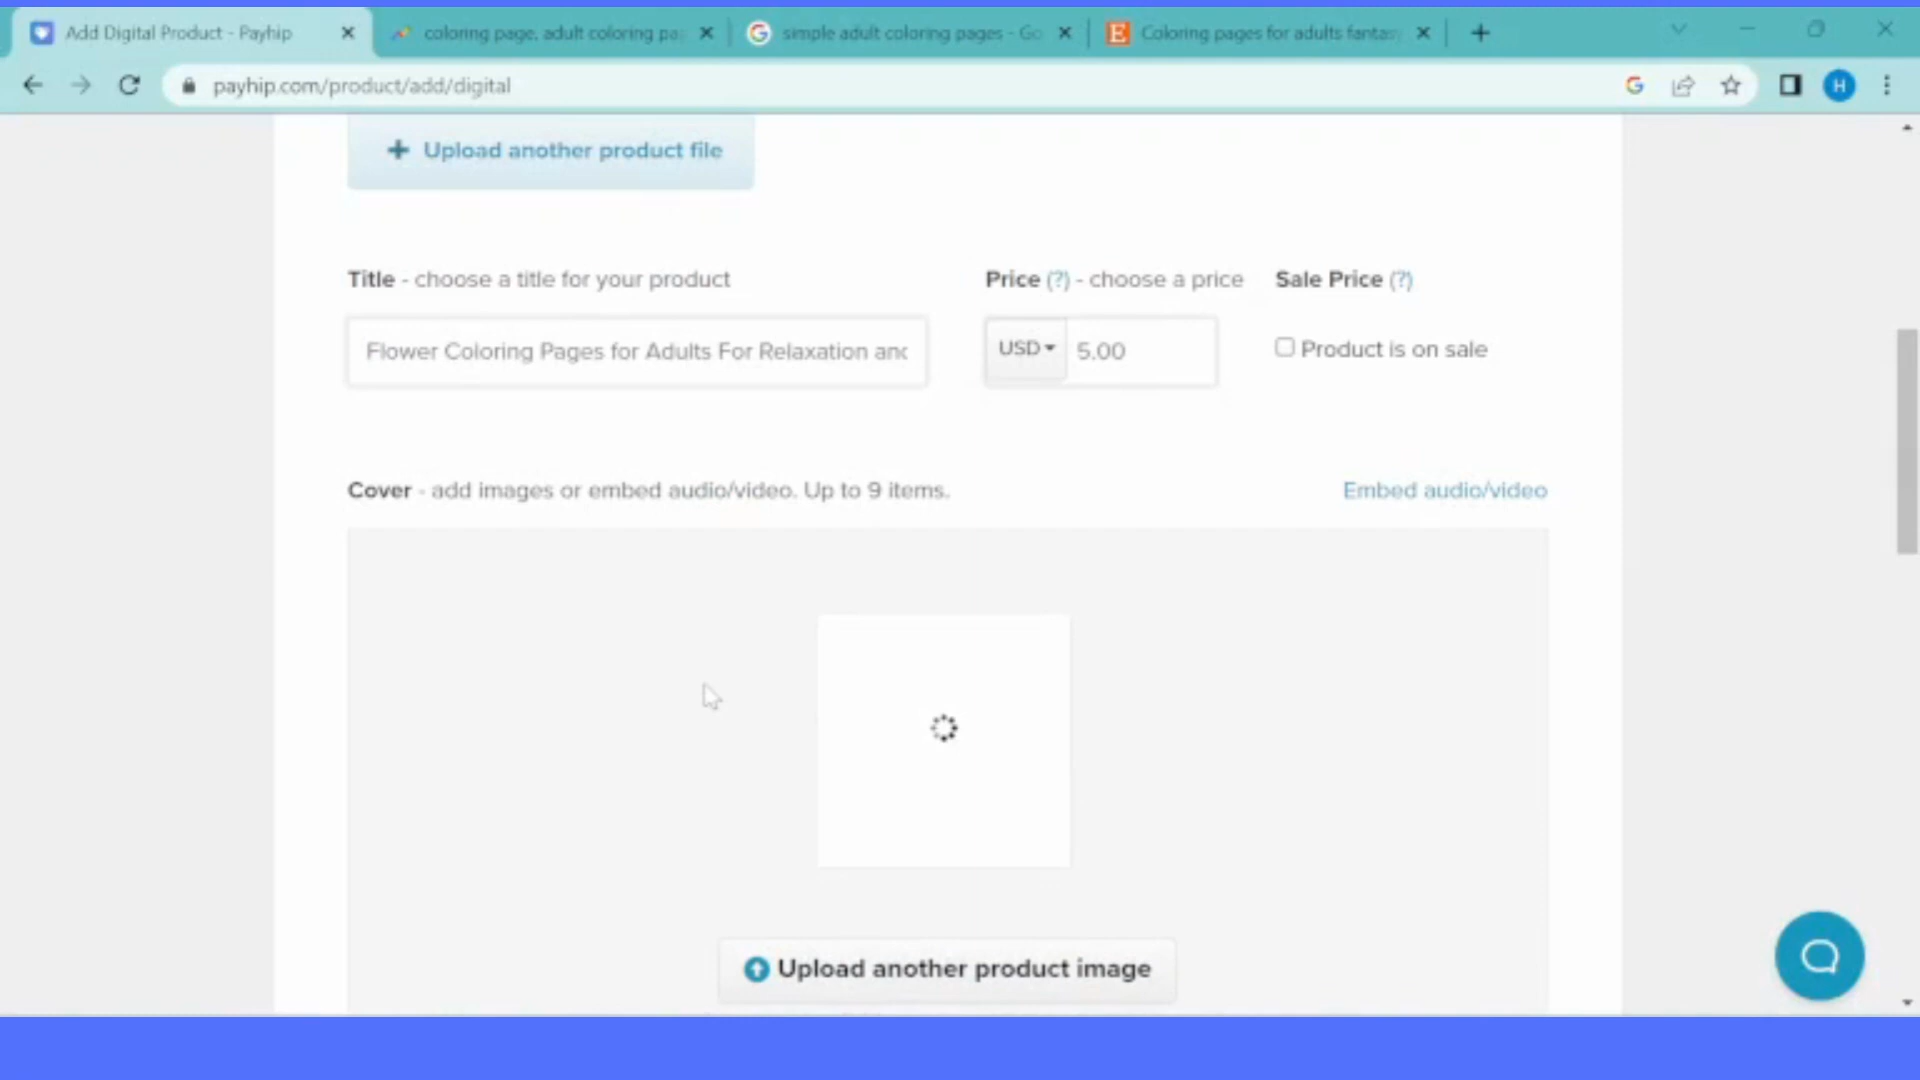 Add Digital Product - Payhip
coloring page, adult coloring pa
simple adult coloring pages - Go
E
Coloring pages for adults fantasy
payhip.com/product/add/digital
G
H
+ Upload another product file
Title - choose a title for your product
Price (?) - choose a price
Sale Price (?)
Flower Coloring Pages for Adults For Relaxation and
USD
5.00
Product is on sale
Cover - add images or embed audio/video. Up to 9 items.
Embed audio/video
Upload another product image